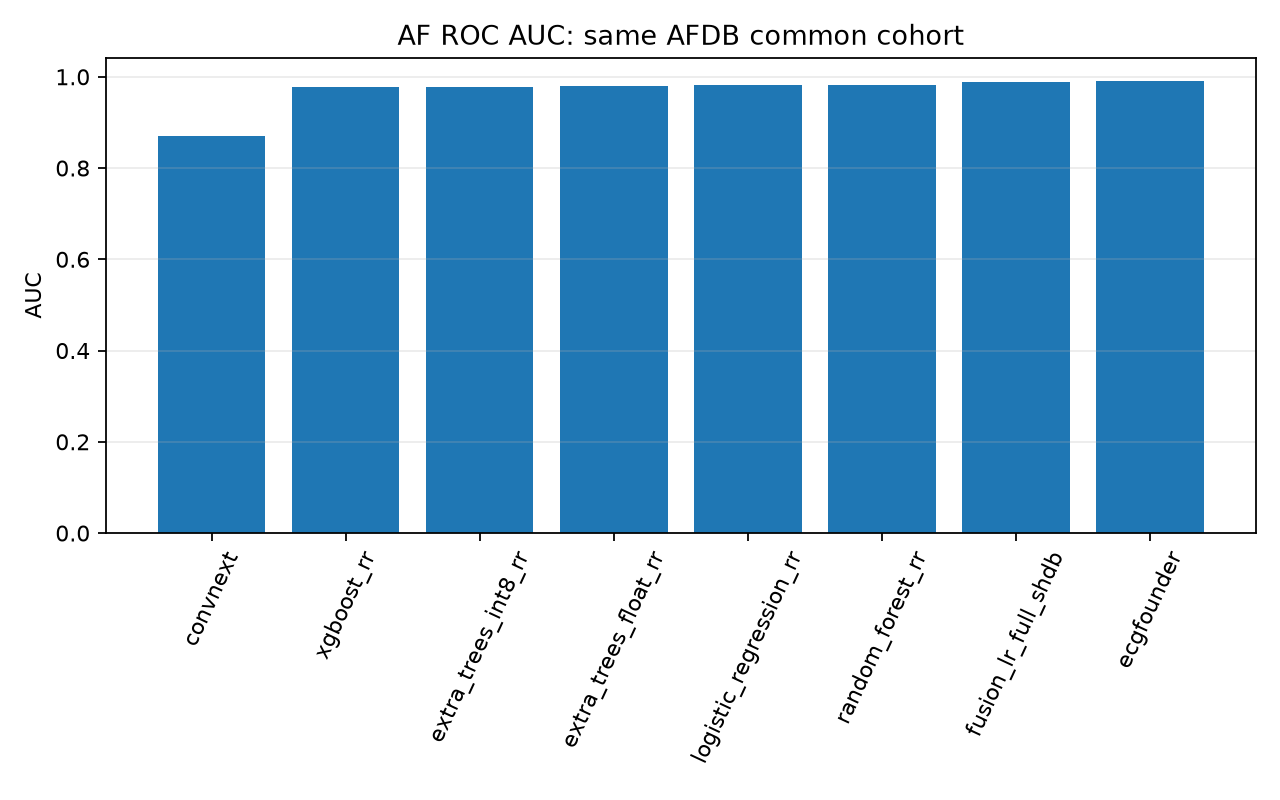 AF ROC AUC: same AFDB common cohort
AUC
1.0
0.8
0.6
0.4
0.2
0.0
convnext
xgboost_rr
extra_trees_int8_rr
extra_trees_float_rr
logistic_regression_rr
random_forest_rr
fusion_lr_full_shdb
ecgfounder